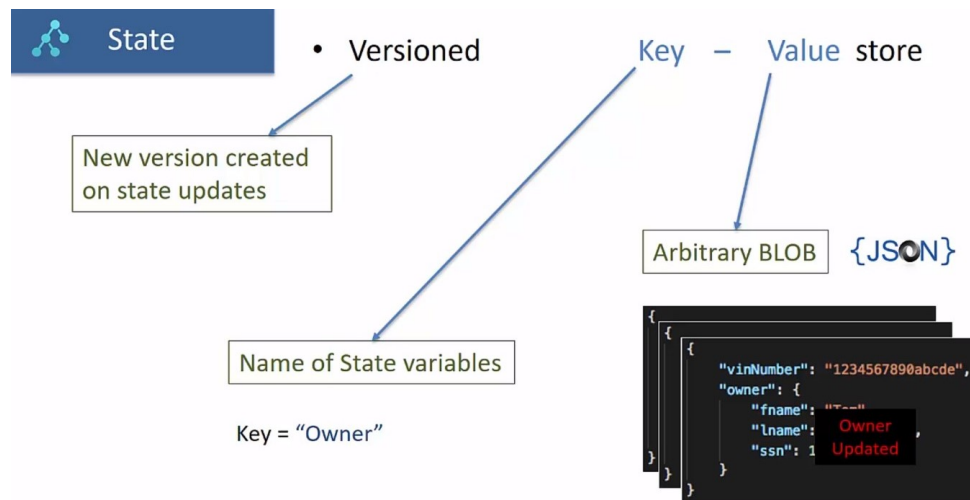 State
• Versioned
Key – Value store
New version created
on state updates
Arbitrary BLOB
{JSON}
Name of State variables
Key = “Owner”
{
{
{
"vinNumber": "1234567890abcde",
"owner": {
"fname":
"lname": ,
"ssn": 1
}
}
}
}
Owner
Updated